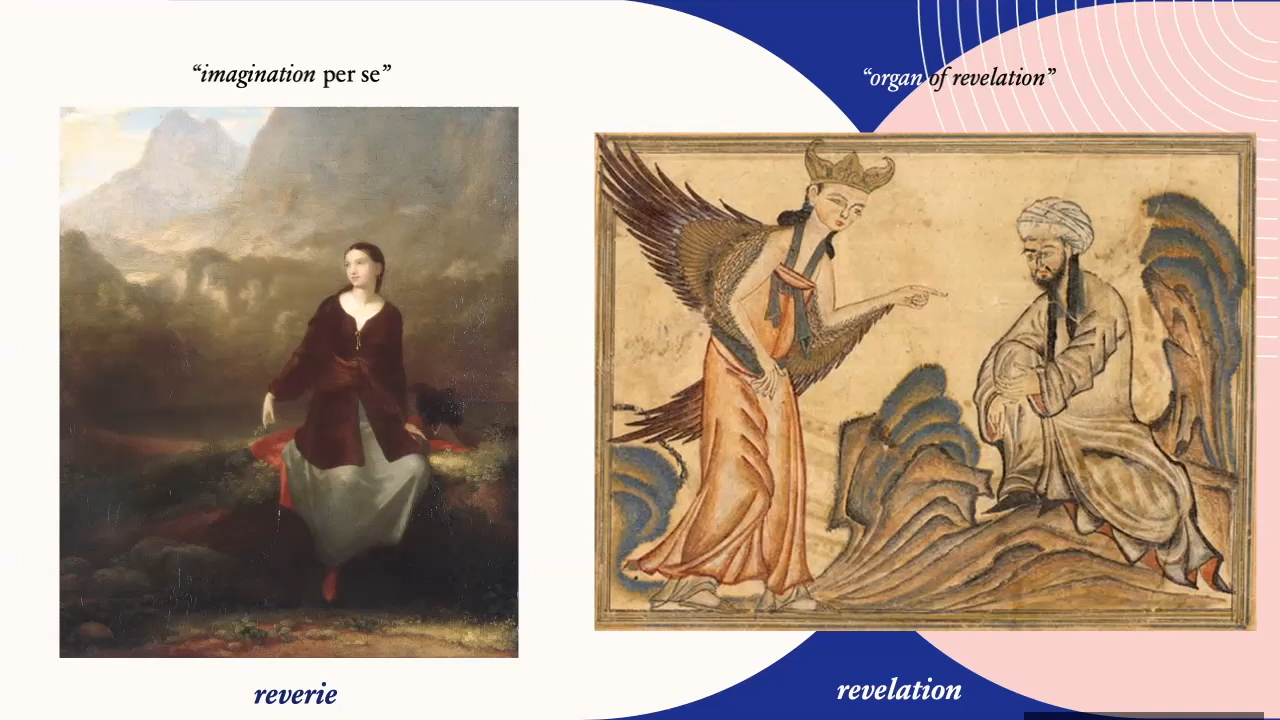 “imagination per se”
“organ of revelation”
reverie
revelation